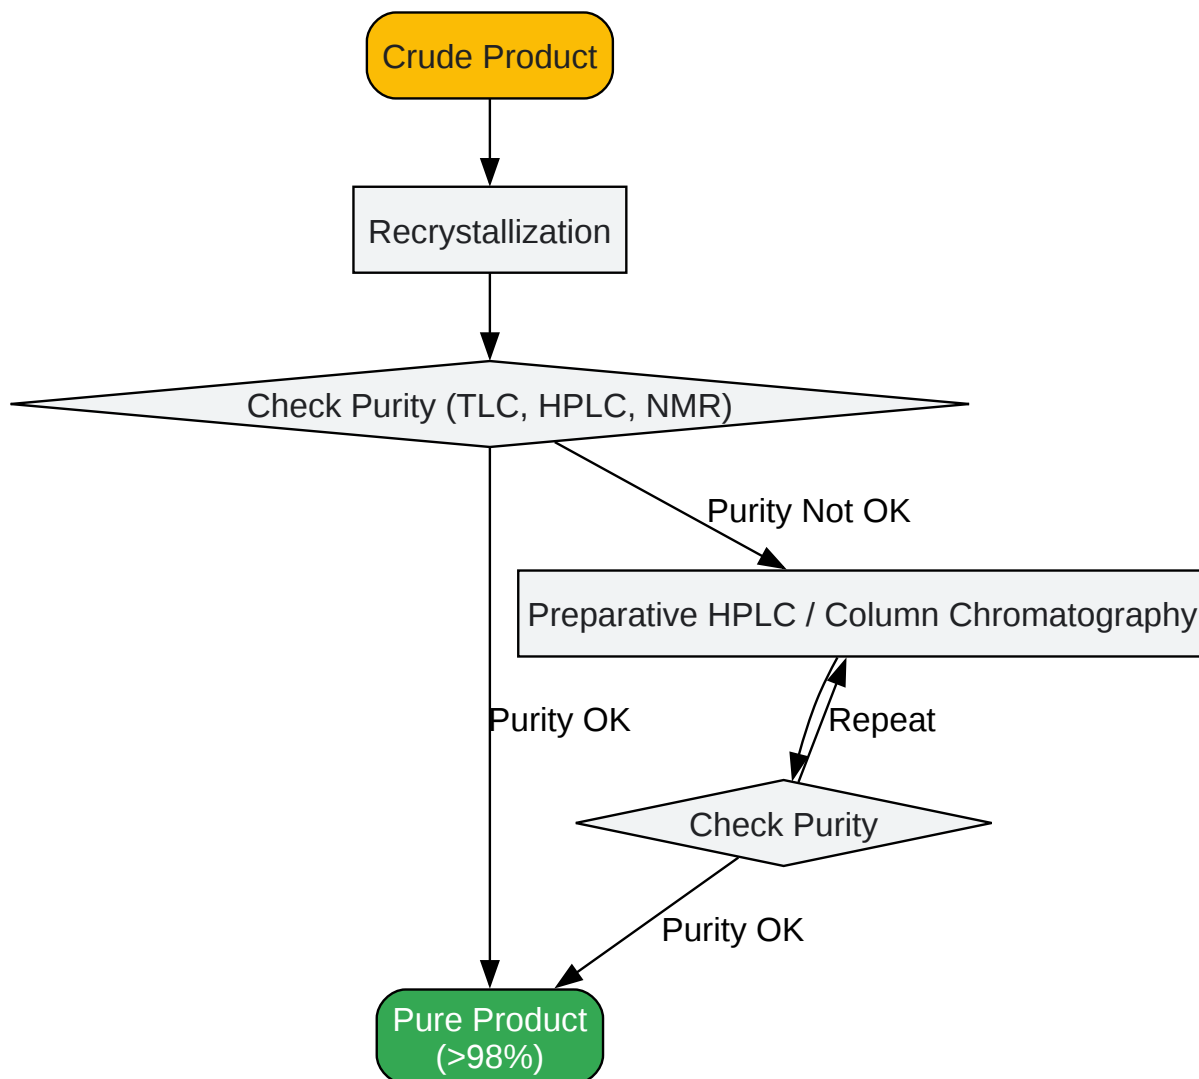 Crude Product
Recrystallization
Check Purity (TLC, HPLC, NMR)
Purity Not OK
Preparative HPLC / Column Chromatography
Purity OK
Repeat
Check Purity
Purity OK
Pure Product
(>98%)